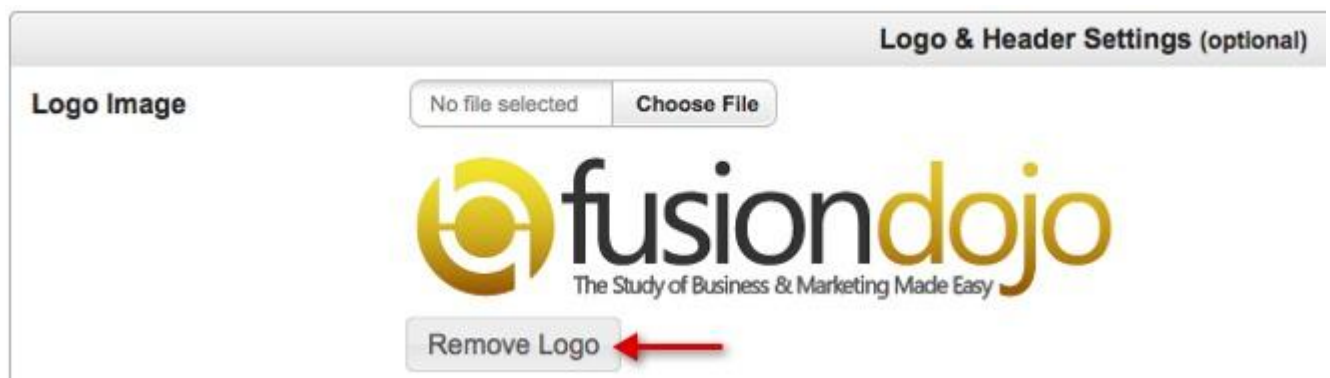 Logo & Header Settings (optional)
Logo Image
No file selected Choose File
fusiondojo
The Study of Business & Marketing Made Easy
Remove Logo